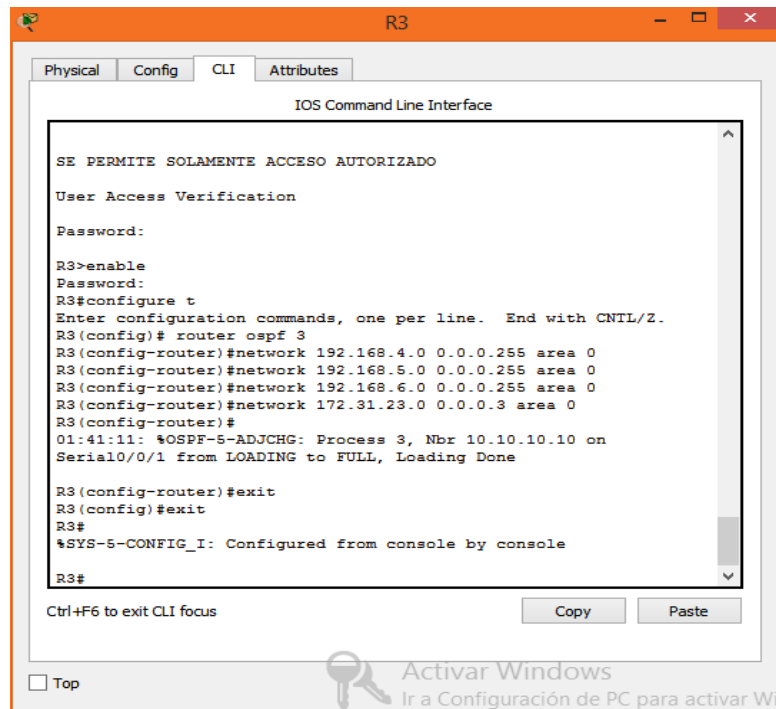 R3
Physical Config CLI Attributes
IOS Command Line Interface
SE PERMITE SOLAMENTE ACCESO AUTORIZADO
User Access Verification
Password:
R3>enable
Password:
R3#configure t
Enter configuration commands, one per line.  End with CNTL/Z.
R3(config)# router ospf 3
R3(config-router)#network 192.168.4.0 0.0.0.255 area 0
R3(config-router)#network 192.168.5.0 0.0.0.255 area 0
R3(config-router)#network 192.168.6.0 0.0.0.255 area 0
R3(config-router)#network 172.31.23.0 0.0.0.3 area 0
R3(config-router)#
01:41:11: %OSPF-5-ADJCHG: Process 3, Nbr 10.10.10.10 on
Serial0/0/1 from LOADING to FULL, Loading Done
R3(config-router)#exit
R3(config)#exit
R3#
%SYS-5-CONFIG_I: Configured from console by console
R3#
Ctrl+F6 to exit CLI focus Copy Paste
Top
Activar Windows
Ir a Configuración de PC para activar Wi